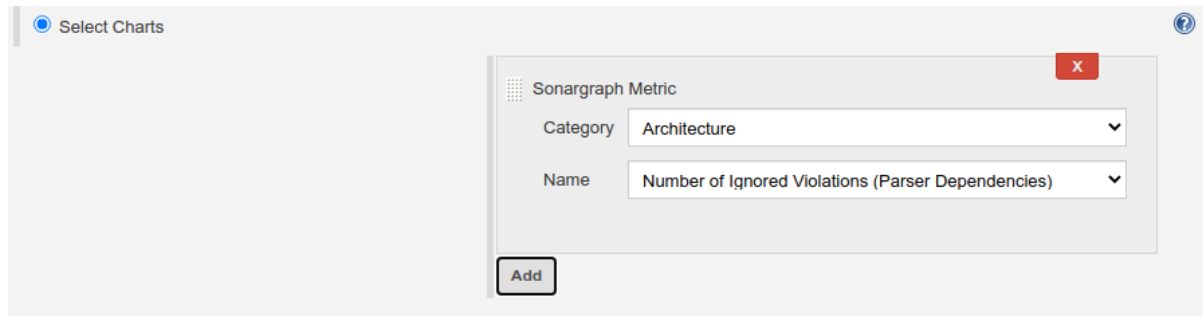 Select Charts
?
X
Sonargraph Metric
Category Architecture
Name Number of Ignored Violations (Parser Dependencies)
Add